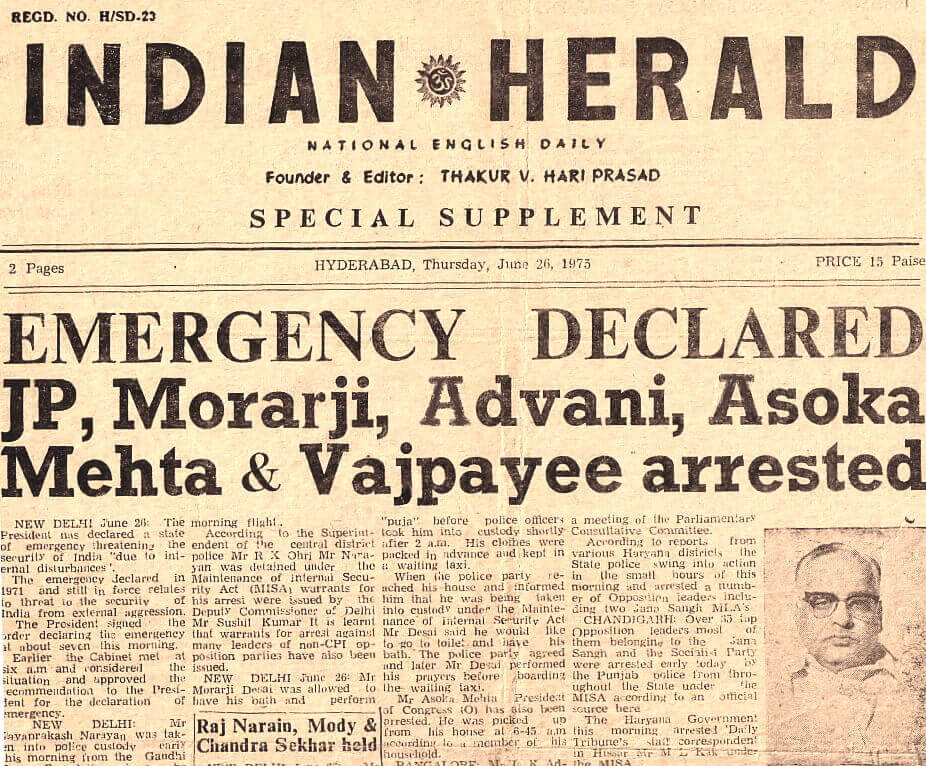 REGD. NO. H/SD-23
INDIAN HERALD
NATIONAL ENGLISH DAILY
Founder & Editor: THAKUR V. HARI PRASAD
SPECIAL SUPPLEMENT
2 Pages
HYDERABAD, Thursday, June 26, 1975
PRICE 15 Paise
EMERGENCY DECLARED
JP, Morarji, Advani, Asoka
Mehta & Vajpayee arrested
NEW DELHI June 26: The
President has declared a state
of emergency threatening the
security of India "due to int-
ernal disturbances".
The emergency declared in
1971 and still in force relates
to threat to the security of
India from external aggression.
The President signed the
order declaring the emergency
at about seven this morning.
Earlier the Cabinet met at
six a.m and considered the
situation and approved the
recommendation to the Presi-
dent for the declaration of
emergency.
NEW DELHI: Mr
Jayaprakash Narayan was tak-
en into police custody early
his morning from the Gandhi
morning flight.
According to the Superint-
endent of the central district
police Mr R K Ohri Mr Nara-
yan was detained under the
Maintenance of internal Secu-
rity Act (MISA) warrants for
his arrest were issued by the
Deputy Commissioner of Delhi
Mr Sushil Kumar It is learnt
that warrants for arrest against
many leaders of non-CPI op-
position parties have also been
issued.
NEW DELHI June 26: Mr
Morarji Desai was allowed to
have his bath and perform
Raj Narain, Mody &
Chandra Sekhar held
"puja" before police officers
took him into custody shortly
after 2 a.m. His clothes were
packed in advance and kept in
a waiting taxi.
When the police party re-
ached his house and informed
him that he was being taken
into custody under the Mainte-
nance of internal Security Act
Mr Desai said he would like
to go to toilet and have his
bath. The police party agreed
and later Mr Desai performed
his prayers before boarding
the waiting taxi.
Mr Asoka Mehta President
of Congress (O) has also been
arrested. He was picked up
from his house at 6-45 a.m
according to a member of his
household.
BANGALORE: Mr L K Ad-
a meeting of the Parliamentary
Consultative Committee.
According to reports from
various Haryana districts the
State police swing into action
in the small hours of this
morning and arrested a numb-
er of Opposition leaders inclu-
ding two Jana Sangh MLA's
CHANDIGARH: Over 35 top
Opposition leaders most of
them belonging to the Jana
Sangh and the Socialist Party
were arrested early today by
the Punjab police from thro-
ughout the State under the
MISA according to an official
source here
The Haryana Government
this morning arrested 'Daily
Tribune's staff correspondent
in Hissar Mr M L Kak under
the MISA